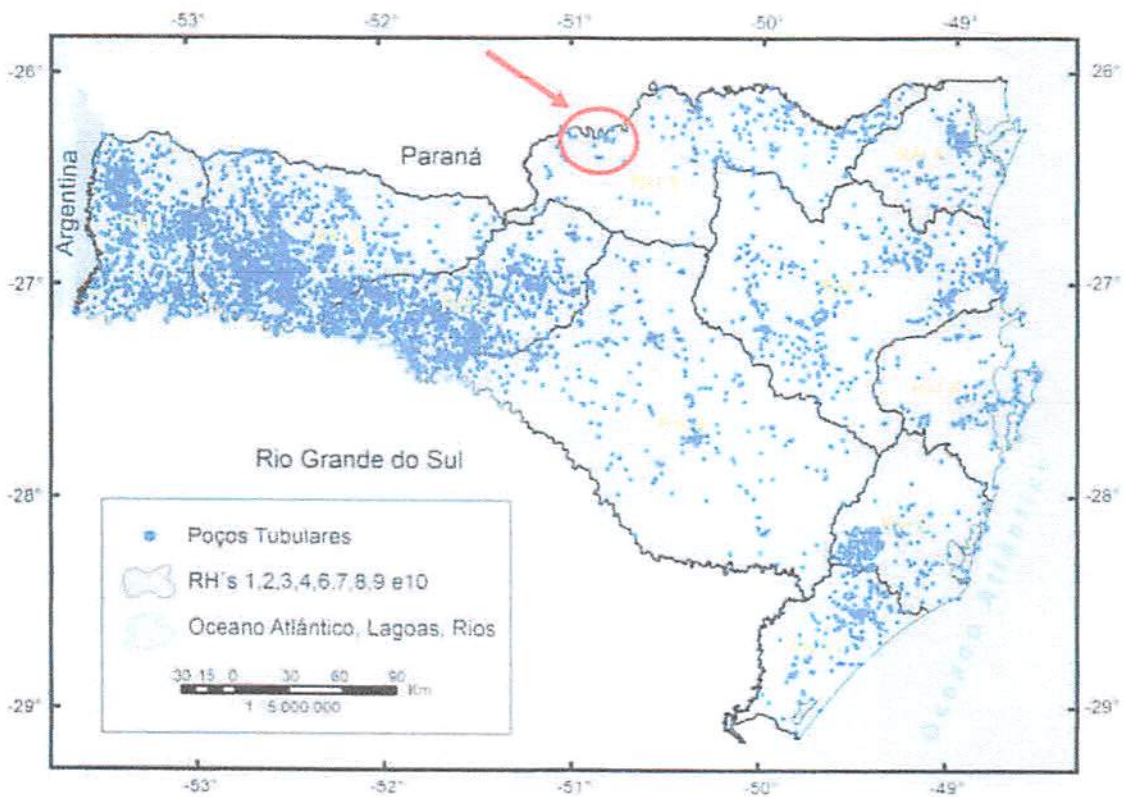 -53° -52° -51° -50° -49°
-26° -26°
Paraná
Argentina
-27° -27°
Rio Grande do Sul
-28° -28°
Poços Tubulares
RH´s 1,2,3,4,6.7,8,9 e10
Oceano Atlântico, Lagoas, Rios
30 15 0 30 60 90
Km
1 5.000.000
Oceano Atlântico
-29° -29°
-53° -52° -51° -50° -49°